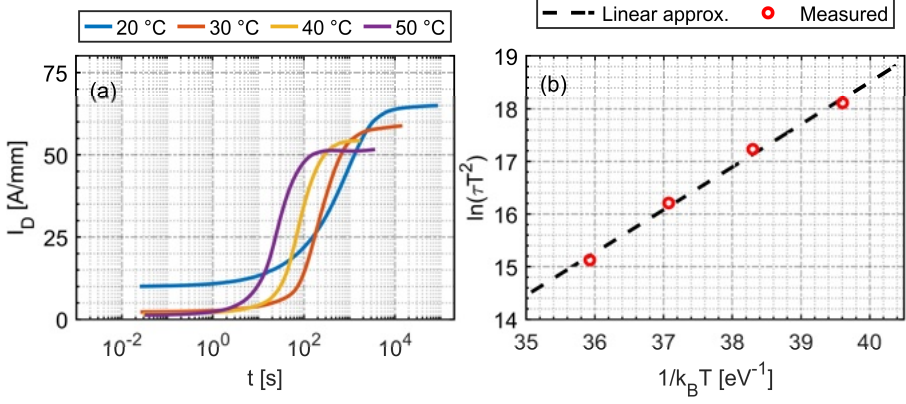 20 °C 30 °C 40 °C 50 °C
(a)
75
50
25
0
I_D [A/mm]
10^-2 10^0 10^2 10^4
t [s]
Linear approx. Measured
(b)
19
18
17
16
15
14
ln(τT^2)
35 36 37 38 39 40
1/k_BT [eV^-1]